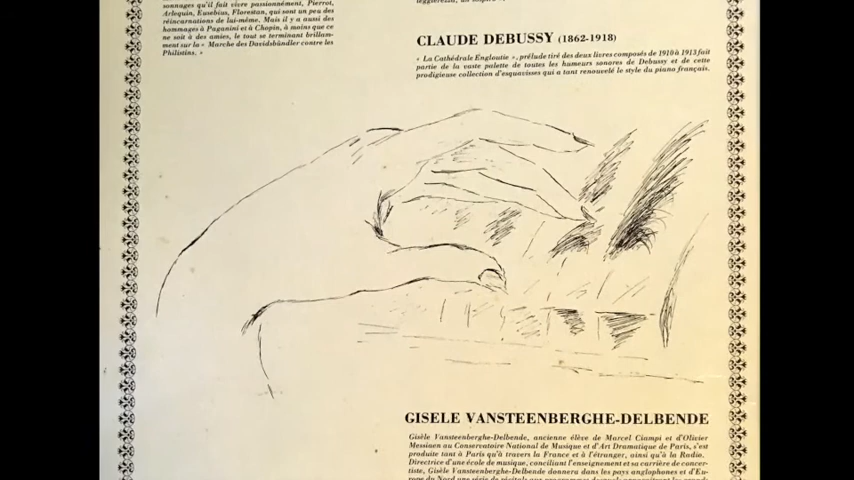 sonnages qu'il fait vivre passionnément, Pierrot,
Arlequin, Eusebius, Florestan, qui sont un peu des
réincarnations de lui-même. Mais il y a aussi des
hommages à Paganini et à Chopin, à moins que ce
ne soit à des amies, le tout se terminant brillam-
ment sur la « Marche des Davidsbündler contre les
Philistins. »
CLAUDE DEBUSSY (1862-1918)
« La Cathédrale Engloutie », prélude tiré des deux livres composés de 1910 à 1913 fait
partie de la vaste palette de toutes les humeurs sonores de Debussy et de cette
prodigieuse collection d'esquavisses qui a tant renouvelé le style du piano français.
GISELE VANSTEENBERGHE-DELBENDE
Gisèle Vansteenberghe-Delbende, ancienne élève de Marcel Ciampi et d'Olivier
Messiaen au Conservatoire National de Musique et d'Art Dramatique de Paris, s'est
produite tant à Paris qu'à travers la France et à l'étranger, ainsi qu'à la Radio.
Directrice d'une école de musique, conciliant l'enseignement et sa carrière de concer-
tiste, Gisèle Vansteenberghe-Delbende donnera dans les pays anglophones et d'Eu-